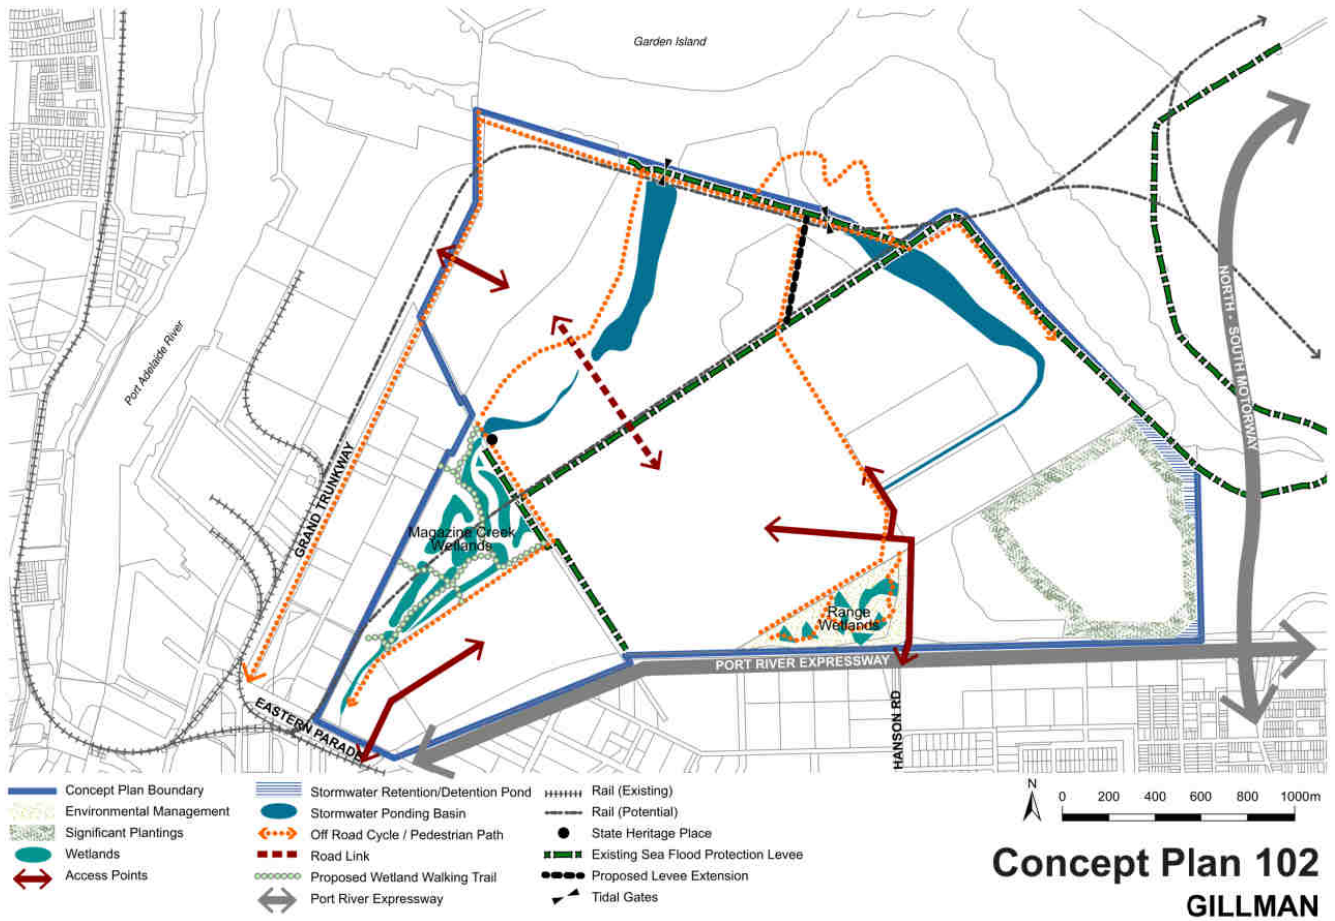 Garden Island
Port Adelaide River
NORTH - SOUTH MOTORWAY
GRAND TRUNKWAY
Magazine Creek
Wetlands
Range
Wetlands
PORT RIVER EXPRESSWAY
EASTERN PARADE
HANSON RD
Concept Plan Boundary
Environmental Management
Significant Plantings
Wetlands
Access Points
Stormwater Retention/Detention Pond
Stormwater Ponding Basin
Off Road Cycle / Pedestrian Path
Road Link
Proposed Wetland Walking Trail
Port River Expressway
Rail (Existing)
Rail (Potential)
State Heritage Place
Existing Sea Flood Protection Levee
Proposed Levee Extension
Tidal Gates
N
0 200 400 600 800 1000m
Concept Plan 102
GILLMAN